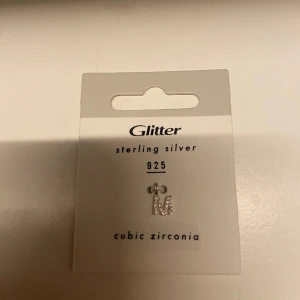 Glitter
sterling silver
925
M
cubic zirconia